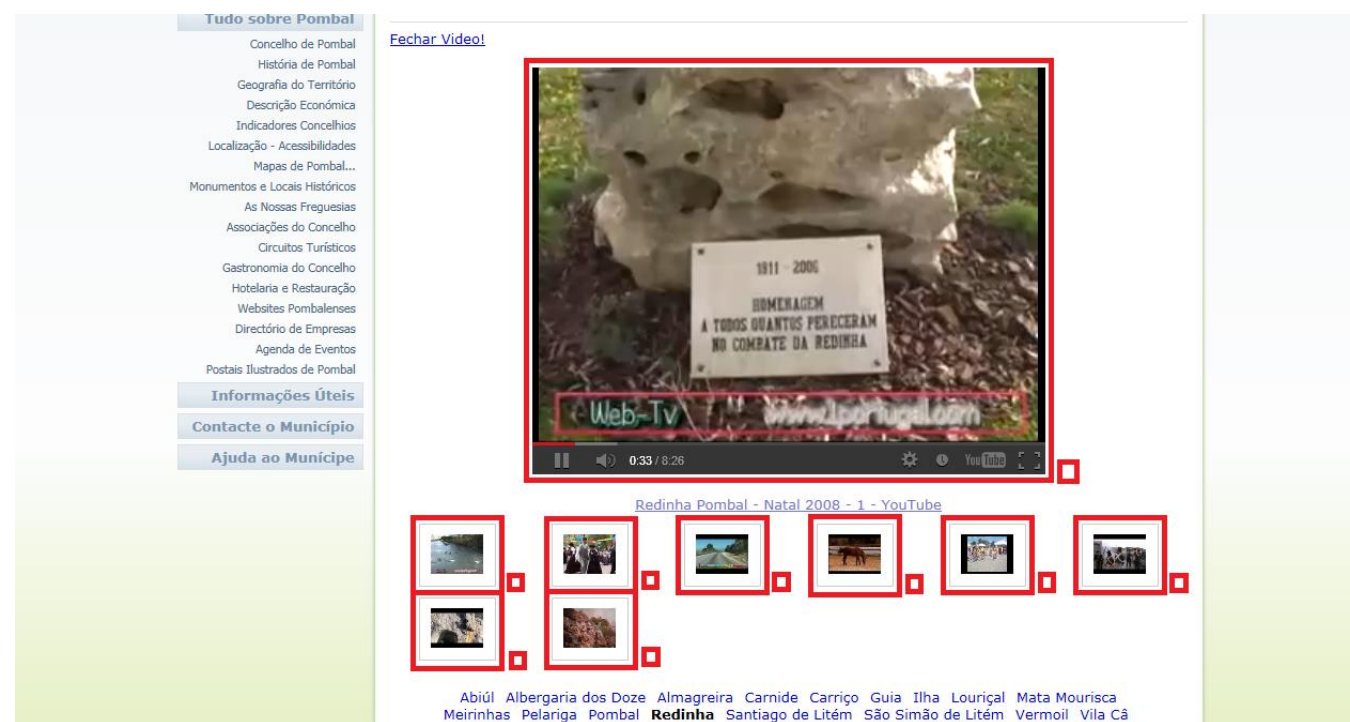 Tudo sobre Pombal
Concelho de Pombal
História de Pombal
Geografia do Território
Descrição Económica
Indicadores Concelhios
Localização - Acessibilidades
Mapas de Pombal...
Monumentos e Locais Históricos
As Nossas Freguesias
Associações do Concelho
Circuitos Turísticos
Gastronomia do Concelho
Hotelaria e Restauração
Websites Pombalenses
Directório de Empresas
Agenda de Eventos
Postais Ilustrados de Pombal
Informações Úteis
Contacte o Município
Ajuda ao Munícipe
Fechar Video!
1811 - 2006
HOMENAGEM
A TODOS QUANTOS PERECERAM
NO COMBATE DA REDINHA
Web-Tv www.1portugal.com
0:33 / 8:26 YouTube
Redinha Pombal - Natal 2008 - 1 - YouTube
Abiúl Albergaria dos Doze Almagreira Carnide Carriço Guia Ilha Louriçal Mata Mourisca
Meirinhas Pelariga Pombal Redinha Santiago de Litém São Simão de Litém Vermoil Vila Cã